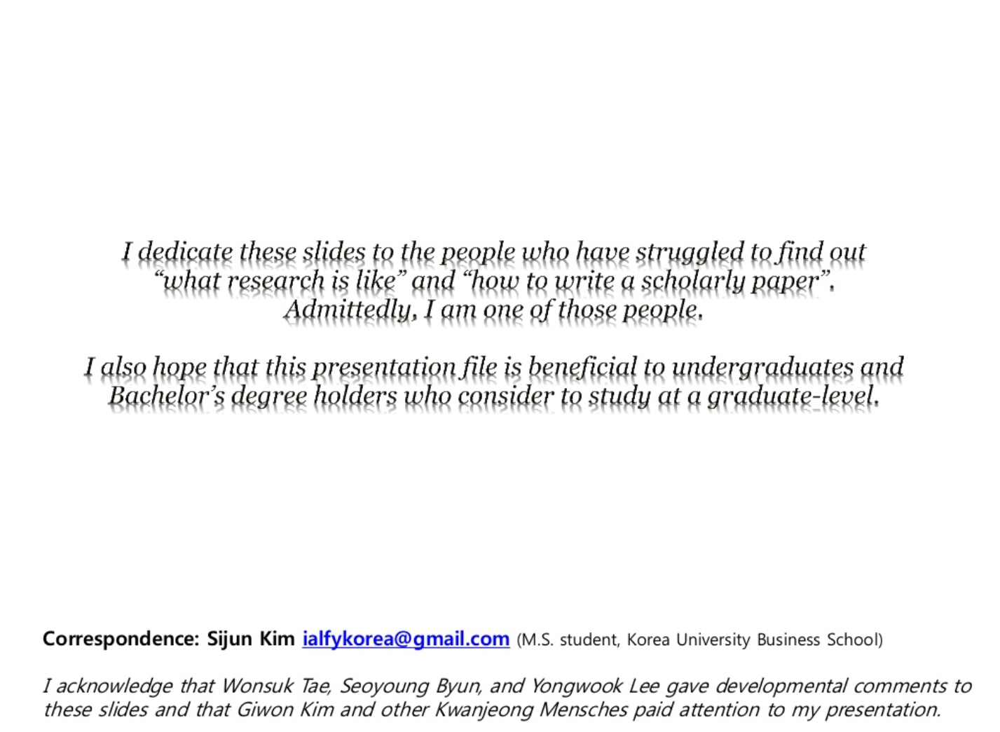 I dedicate these slides to the people who have struggled to find out
“what research is like” and “how to write a scholarly paper”.
Admittedly, I am one of those people.
I also hope that this presentation file is beneficial to undergraduates and
Bachelor’s degree holders who consider to study at a graduate-level.
Correspondence: Sijun Kim ialfykorea@gmail.com (M.S. student, Korea University Business School)
I acknowledge that Wonsuk Tae, Seoyoung Byun, and Yongwook Lee gave developmental comments to
these slides and that Giwon Kim and other Kwanjeong Mensches paid attention to my presentation.